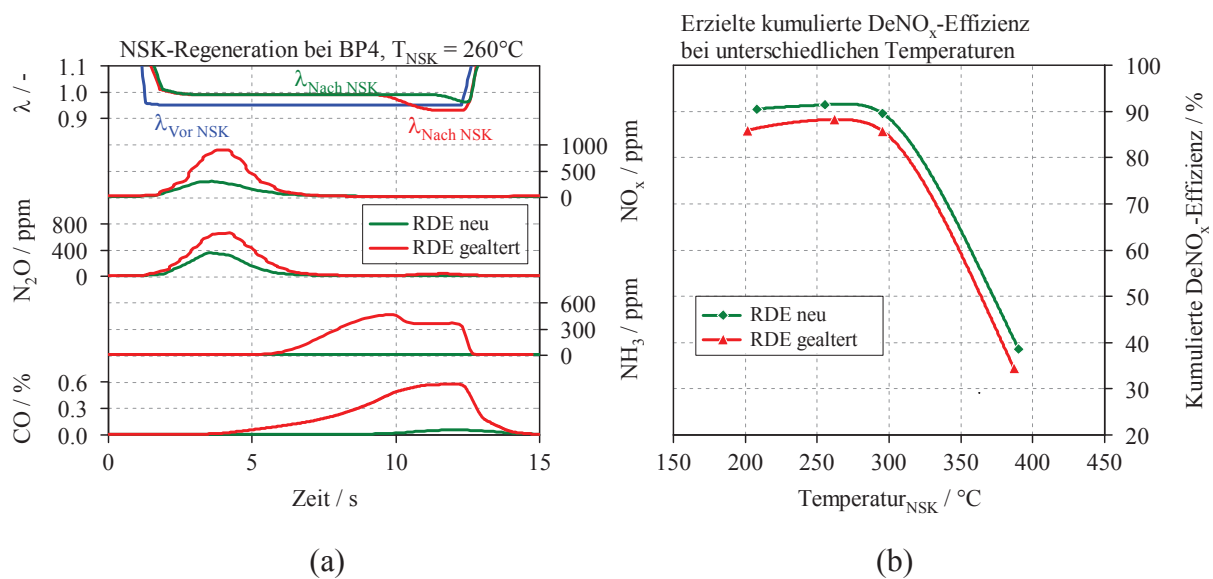 NSK-Regeneration bei BP4, T_NSK = 260°C
λ / -
1.1
1.0
0.9
λ_Nach NSK
λ_Vor NSK
λ_Nach NSK
1000
500
0
NO_x / ppm
N_2O / ppm
800
400
0
RDE neu
RDE gealtert
600
300
0
NH_3 / ppm
CO / %
0.6
0.3
0.0
0
5
10
15
Zeit / s
(a)
Erzielte kumulierte DeNO_x-Effizienz
bei unterschiedlichen Temperaturen
100
90
80
70
60
50
40
30
20
Kumulierte DeNO_x-Effizienz / %
RDE neu
RDE gealtert
150
200
250
300
350
400
450
Temperatur_NSK / °C
(b)